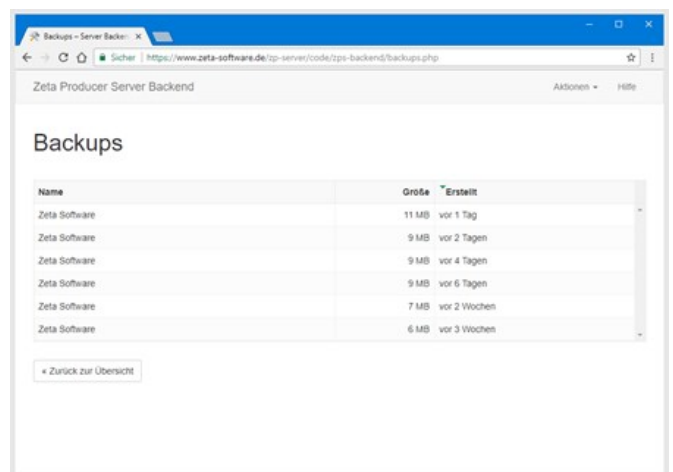 Backups – Server Backen
Sicher | https://www.zeta-software.de/zp-server/code/zps-backend/backups.php
Zeta Producer Server Backend Aktionen Hilfe
Backups
Name Größe Erstellt
Zeta Software 11 MB vor 1 Tag
Zeta Software 9 MB vor 2 Tagen
Zeta Software 9 MB vor 4 Tagen
Zeta Software 9 MB vor 6 Tagen
Zeta Software 7 MB vor 2 Wochen
Zeta Software 6 MB vor 3 Wochen
« Zurück zur Übersicht